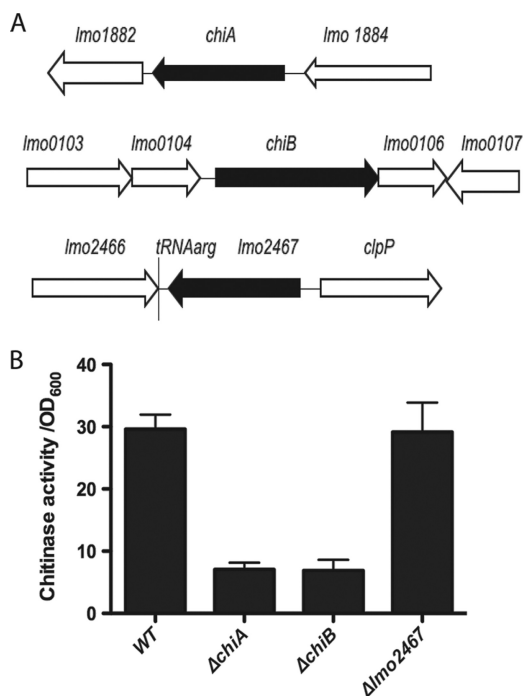 A
lmo1882 chiA lmo 1884
lmo0103 lmo0104 chiB lmo0106 lmo0107
lmo2466 tRNAarg lmo2467 clpP
B
Chitinase activity /OD600
40
30
20
10
0
WT ΔchiA ΔchiB Δlmo2467